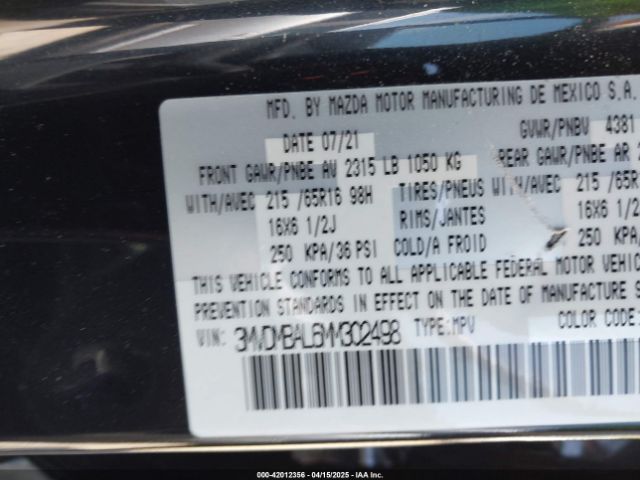 MFD. BY MAZDA MOTOR MANUFACTURING DE MEXICO S.A.
DATE 07/21 GVWR/PNBV 4381
FRONT GAWR/PNBE AV 2315 LB 1050 KG REAR GAWR/PNBE AR
WITH/AVEC 215 /65R16 98H TIRES/PNEUS WITH/AVEC 215 /65R
16X6 1/2J RIMS/JANTES 16X6 1/2
250 KPA/36 PSI COLD/A FROID 250 KPA/
THIS VEHICLE CONFORMS TO ALL APPLICABLE FEDERAL MOTOR VEHIC
PREVENTION STANDARDS IN EFFECT ON THE DATE OF MANUFACTURE S
VIN: 3MVDMBAL6MM302498 TYPE:MPV COLOR CODE:
000-42012356 - 04/15/2025 - IAA Inc.